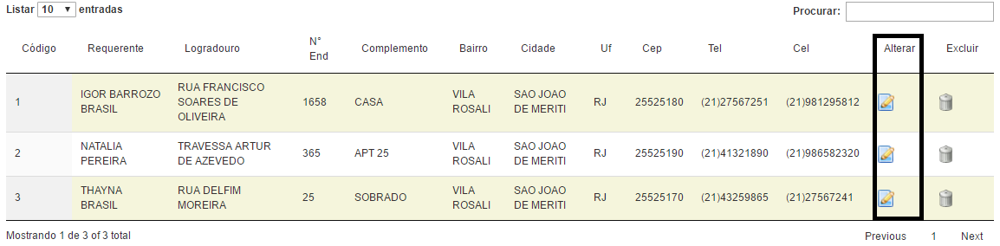 Listar 10 entradas Procurar:
Código Requerente Logradouro N° End Complemento Bairro Cidade Uf Cep Tel Cel Alterar Excluir
1 IGOR BARROZO BRASIL RUA FRANCISCO SOARES DE OLIVEIRA 1658 CASA VILA ROSALI SAO JOAO DE MERITI RJ 25525180 (21)27567251 (21)981295812
2 NATALIA PEREIRA TRAVESSA ARTUR DE AZEVEDO 365 APT 25 VILA ROSALI SAO JOAO DE MERITI RJ 25525190 (21)41321890 (21)986582320
3 THAYNA BRASIL RUA DELFIM MOREIRA 25 SOBRADO VILA ROSALI SAO JOAO DE MERITI RJ 25525170 (21)43259865 (21)27567241
Mostrando 1 de 3 of 3 total Previous 1 Next